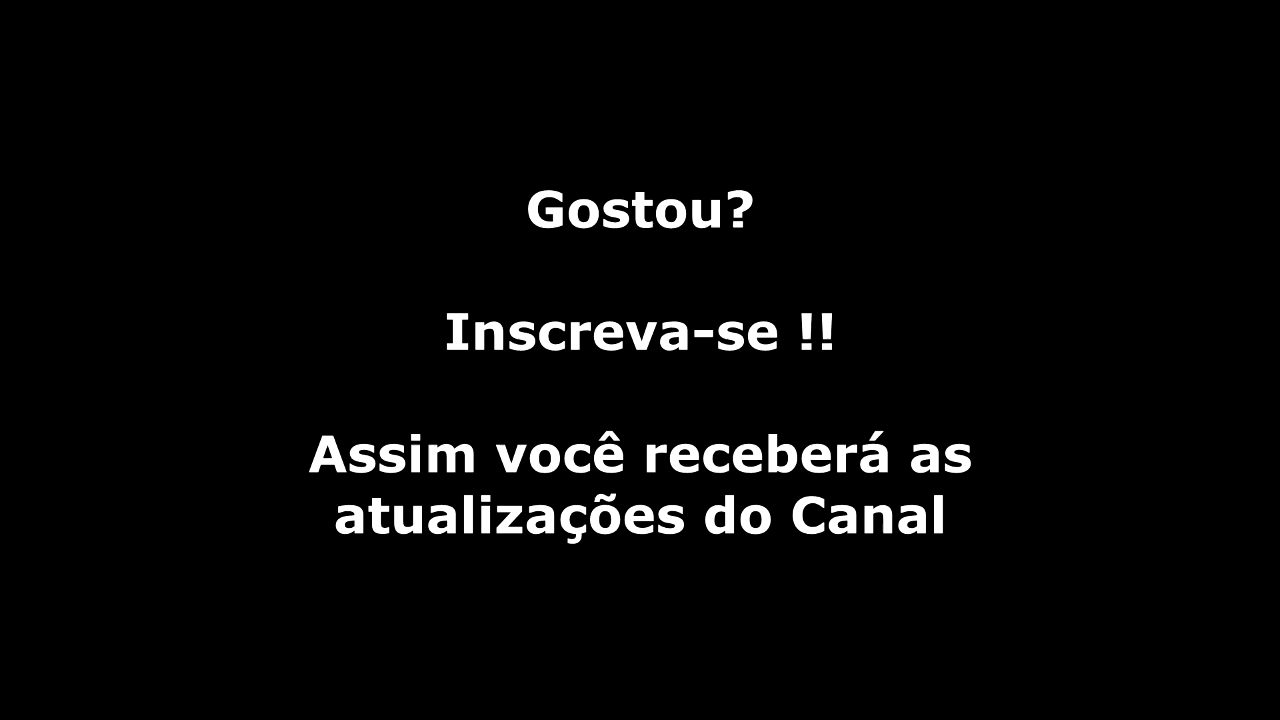 Gostou?
Inscreva-se !!
Assim você receberá as
atualizações do Canal